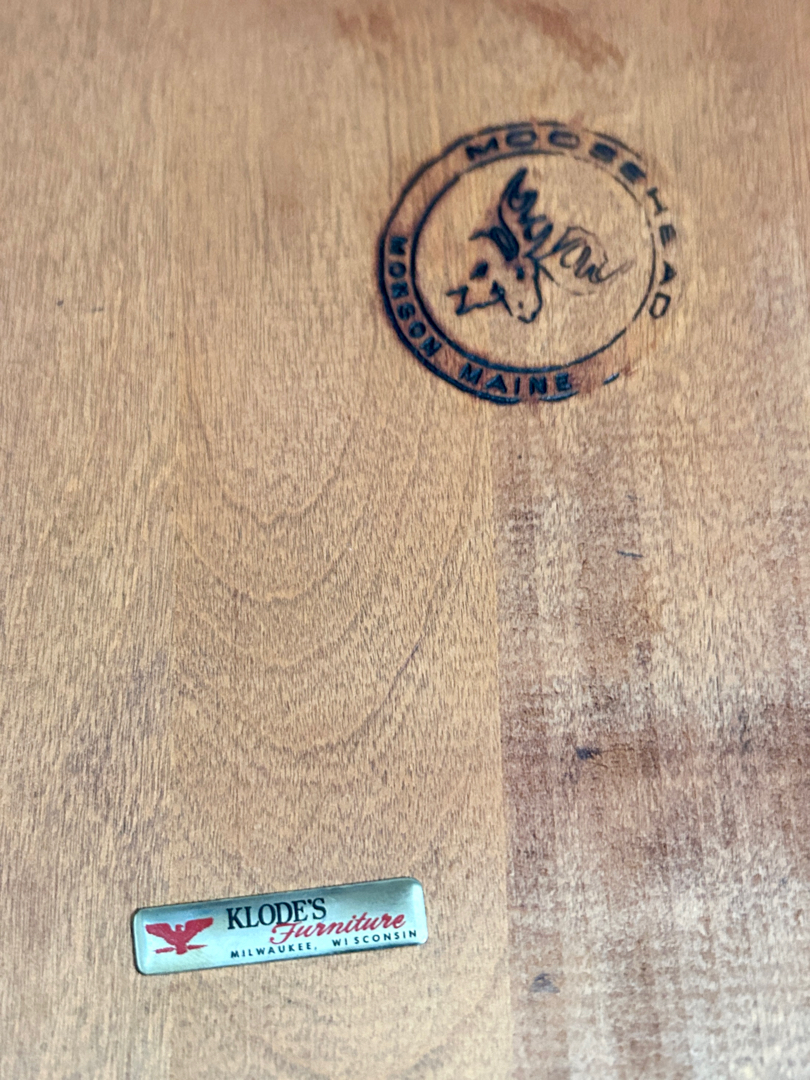 MOOSEHEAD
MONSON MAINE
KLODE'S
Furniture
MILWAUKEE, WISCONSIN